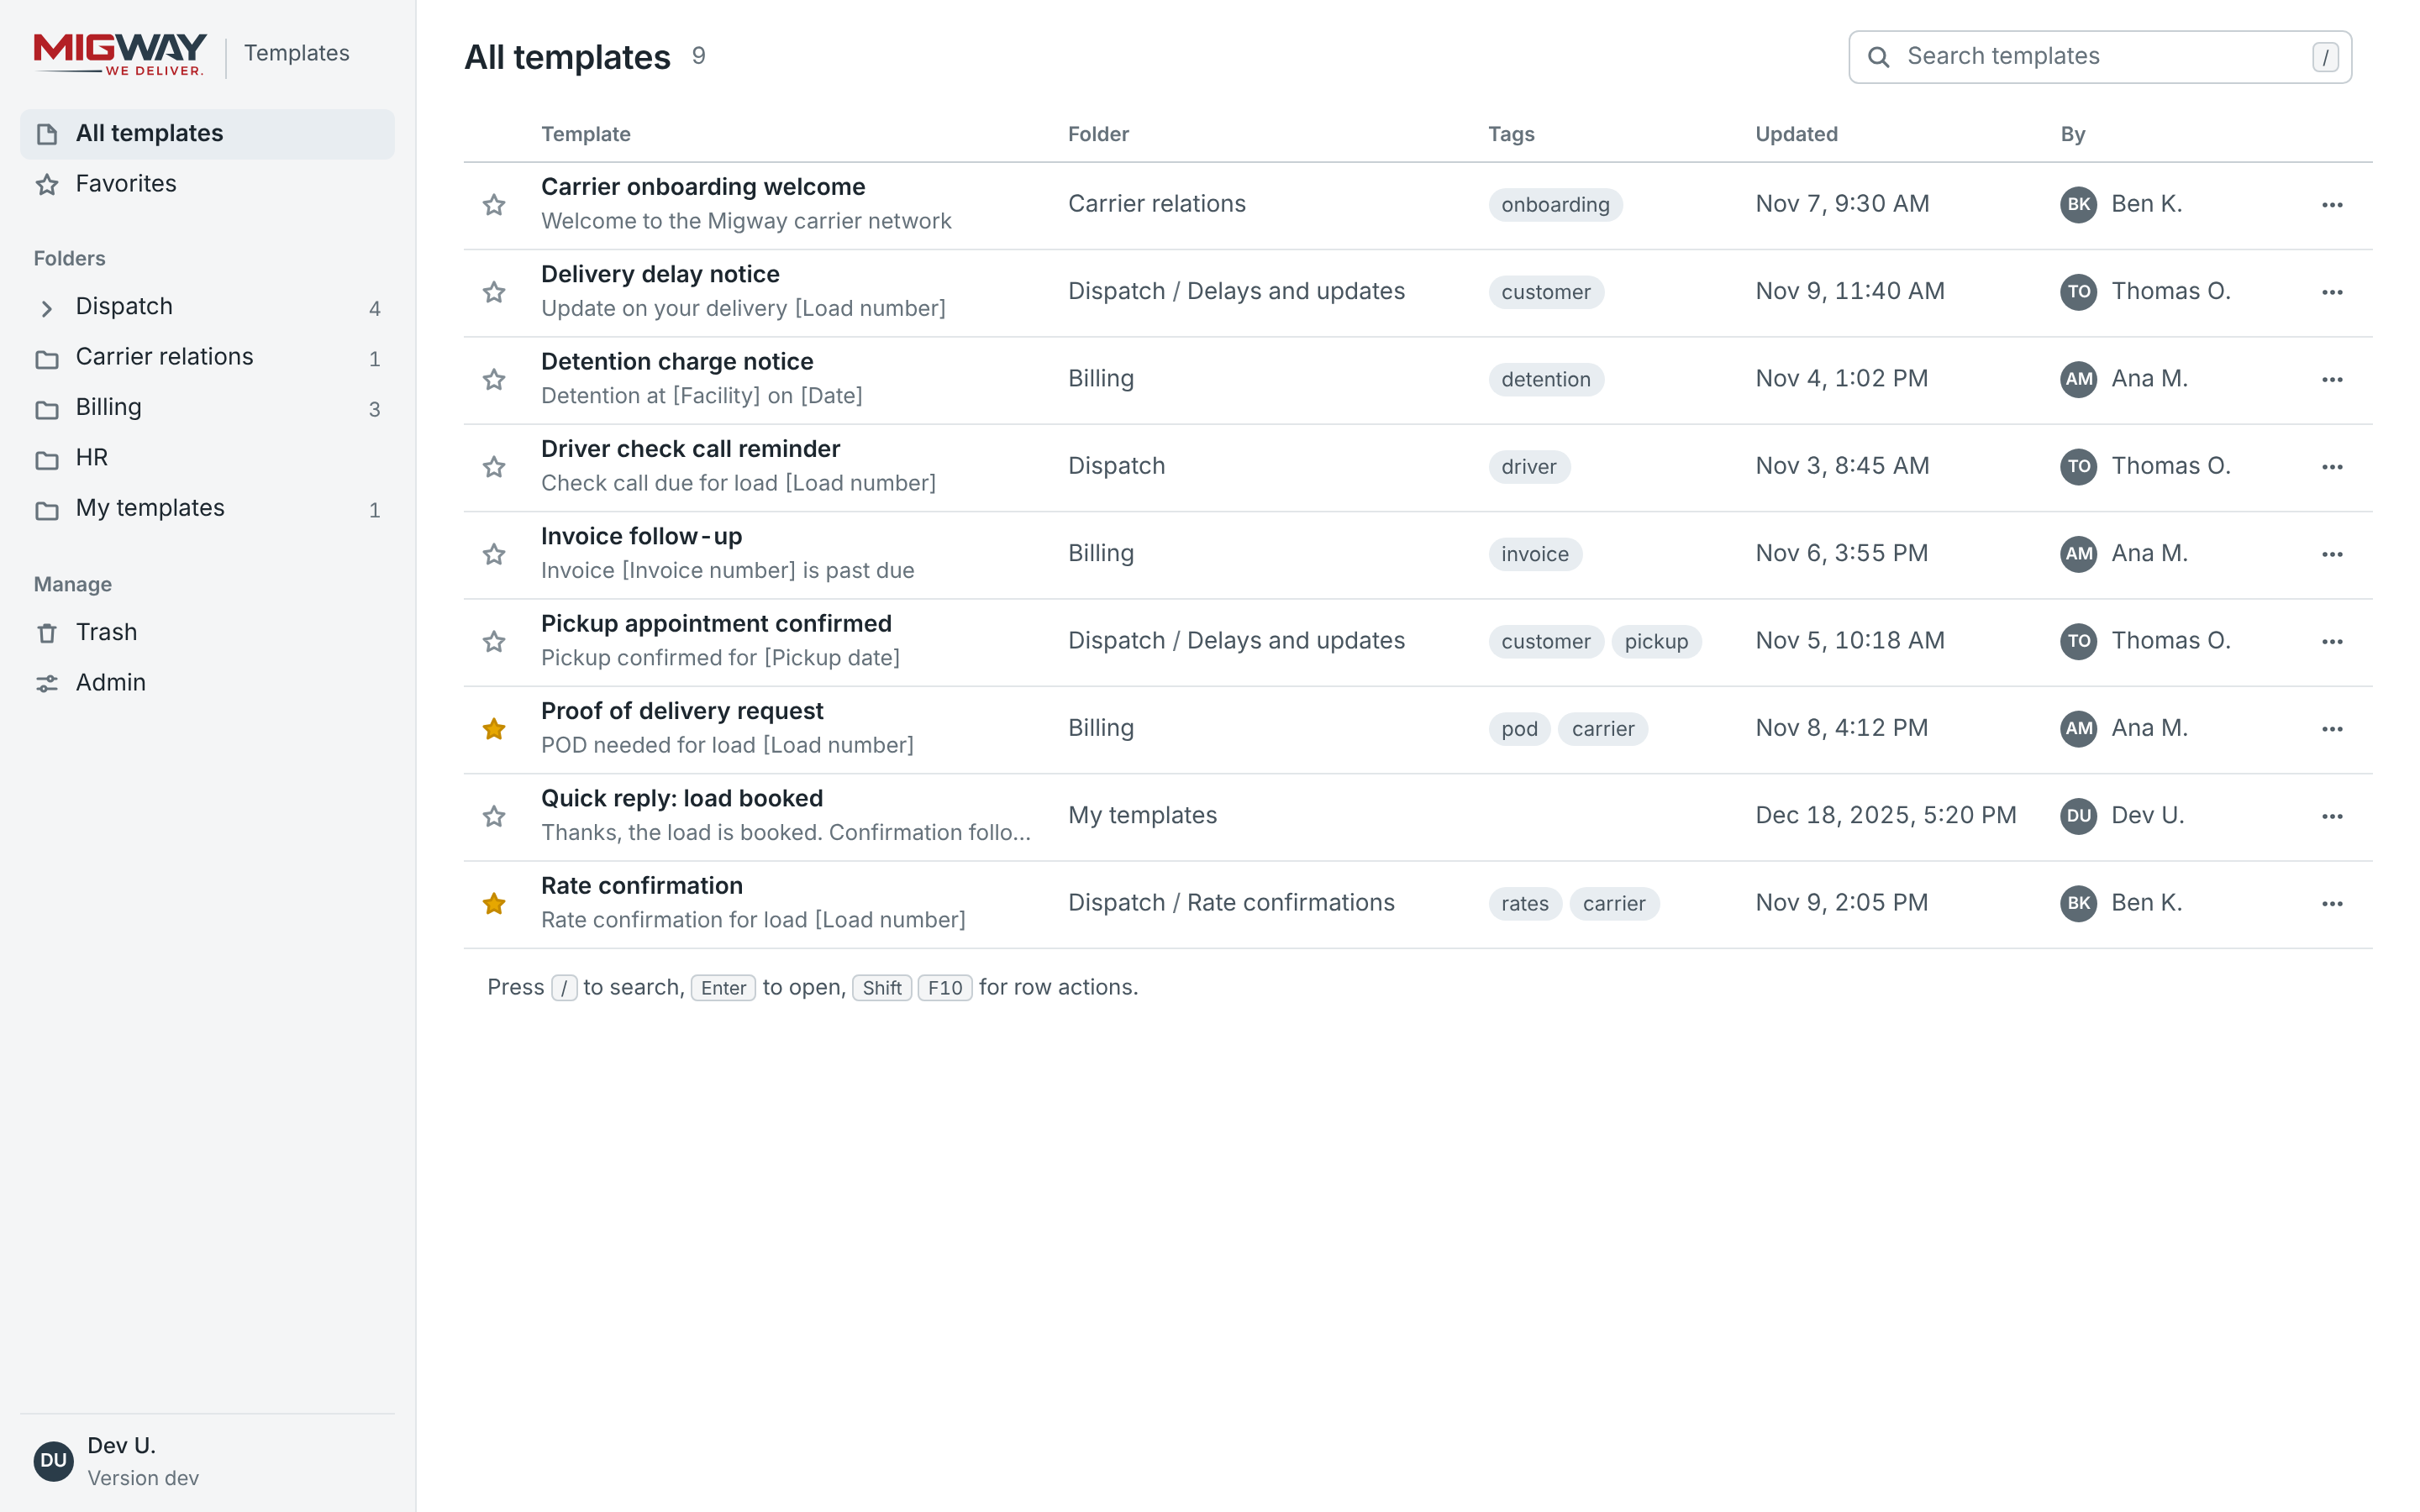 MIGWAY
WE DELIVER.
Templates
All templates
Favorites
Folders
Dispatch 4
Carrier relations 1
Billing 3
HR
My templates 1
Manage
Trash
Admin
DU Dev U.
Version dev
All templates 9
Search templates /
Template Folder Tags Updated By
Carrier onboarding welcome
Welcome to the Migway carrier network
Carrier relations onboarding Nov 7, 9:30 AM BK Ben K. ...
Delivery delay notice
Update on your delivery [Load number]
Dispatch / Delays and updates customer Nov 9, 11:40 AM TO Thomas O. ...
Detention charge notice
Detention at [Facility] on [Date]
Billing detention Nov 4, 1:02 PM AM Ana M. ...
Driver check call reminder
Check call due for load [Load number]
Dispatch driver Nov 3, 8:45 AM TO Thomas O. ...
Invoice follow-up
Invoice [Invoice number] is past due
Billing invoice Nov 6, 3:55 PM AM Ana M. ...
Pickup appointment confirmed
Pickup confirmed for [Pickup date]
Dispatch / Delays and updates customer pickup Nov 5, 10:18 AM TO Thomas O. ...
Proof of delivery request
POD needed for load [Load number]
Billing pod carrier Nov 8, 4:12 PM AM Ana M. ...
Quick reply: load booked
Thanks, the load is booked. Confirmation follo...
My templates Dec 18, 2025, 5:20 PM DU Dev U. ...
Rate confirmation
Rate confirmation for load [Load number]
Dispatch / Rate confirmations rates carrier Nov 9, 2:05 PM BK Ben K. ...
Press / to search, Enter to open, Shift F10 for row actions.